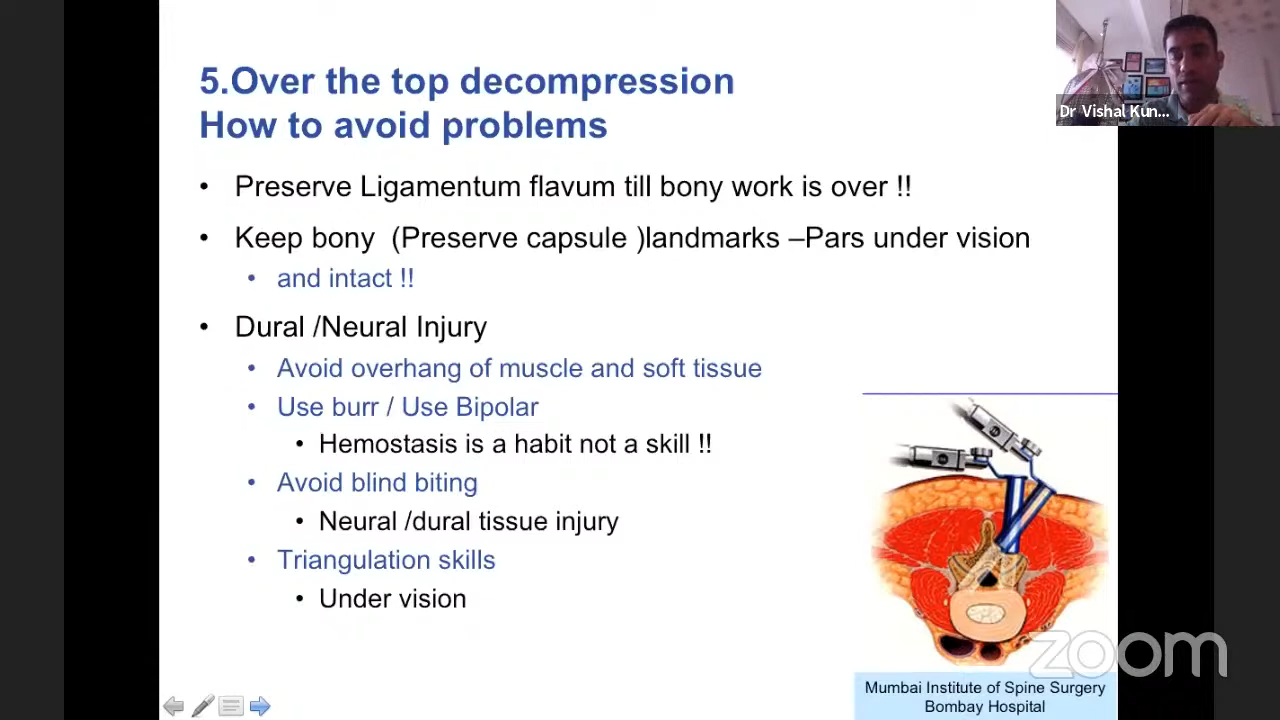 5.Over the top decompression
How to avoid problems
Dr Vishal Kun...
• Preserve Ligamentum flavum till bony work is over !!
• Keep bony (Preserve capsule )landmarks –Pars under vision
• and intact !!
• Dural /Neural Injury
• Avoid overhang of muscle and soft tissue
• Use burr / Use Bipolar
• Hemostasis is a habit not a skill !!
• Avoid blind biting
• Neural /dural tissue injury
• Triangulation skills
• Under vision
zoom
Mumbai Institute of Spine Surgery
Bombay Hospital